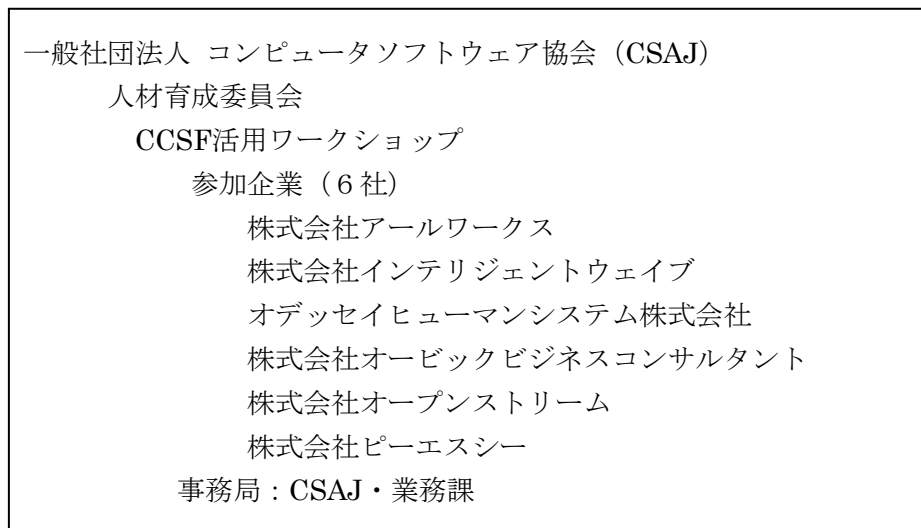 一般社団法人 コンピュータソフトウェア協会（CSAJ）
人材育成委員会
CCSF活用ワークショップ
参加企業（６社）
株式会社アールワークス
株式会社インテリジェントウェイブ
オデッセイヒューマンシステム株式会社
株式会社オービックビジネスコンサルタント
株式会社オープンストリーム
株式会社ピーエスシー
事務局：CSAJ・業務課